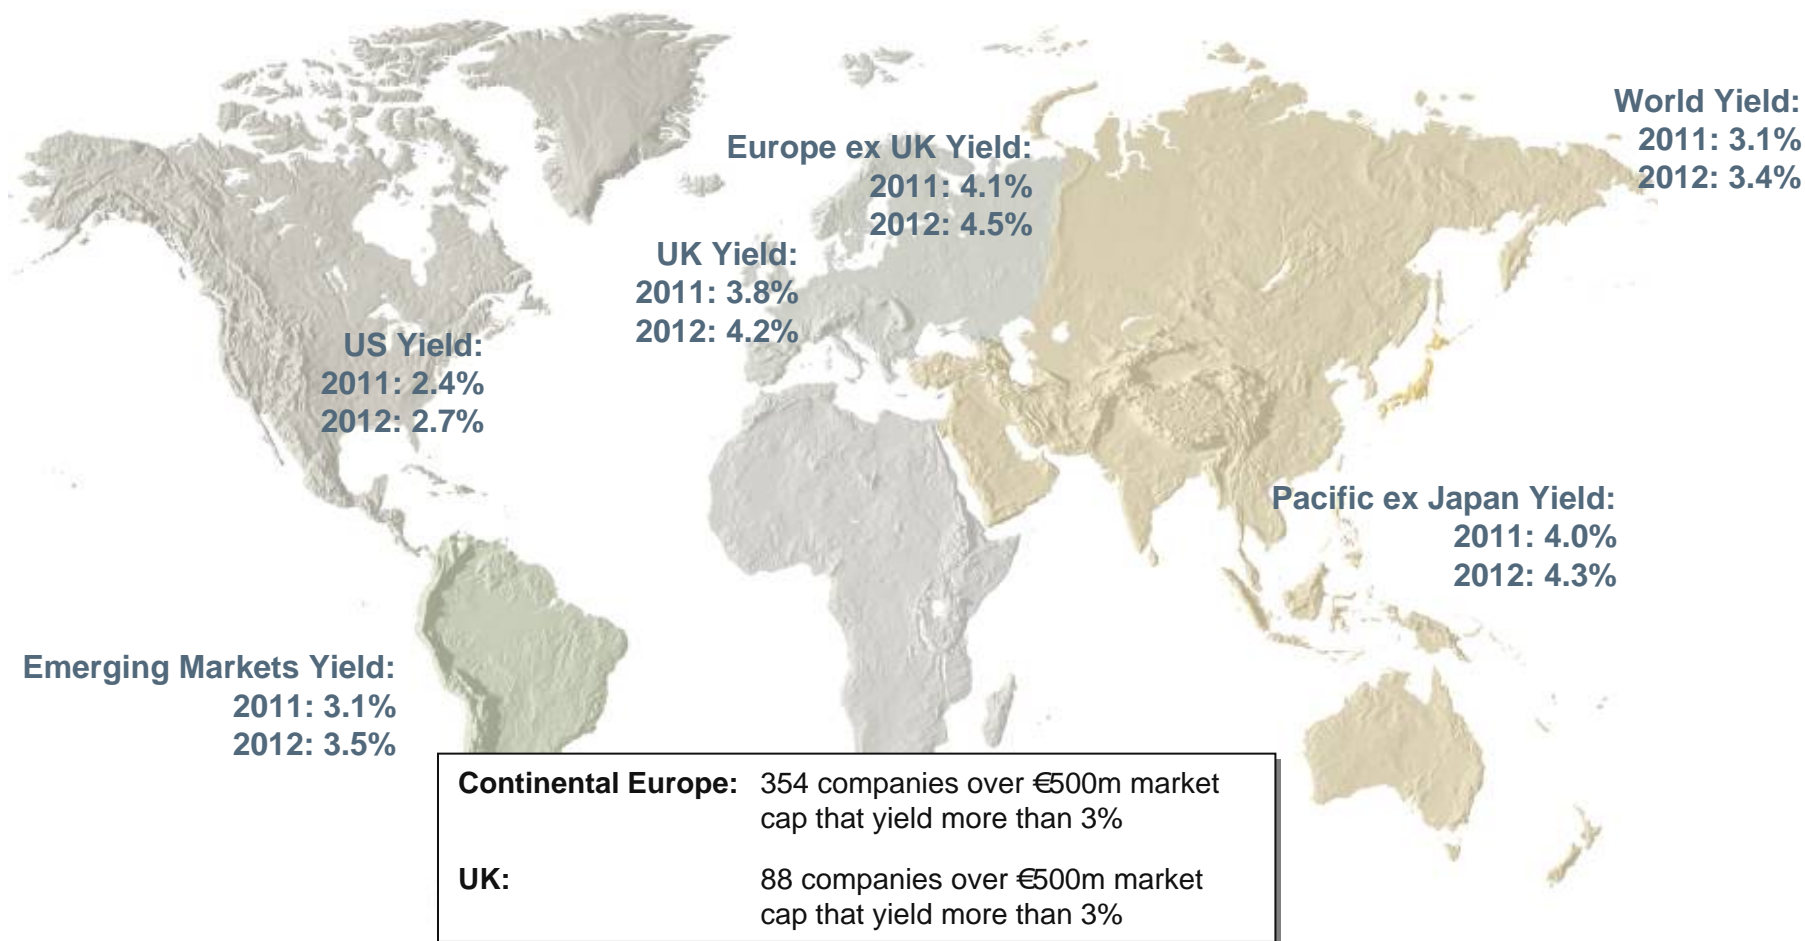 World Yield:
2011: 3.1%
2012: 3.4%
Europe ex UK Yield:
2011: 4.1%
2012: 4.5%
UK Yield:
2011: 3.8%
2012: 4.2%
US Yield:
2011: 2.4%
2012: 2.7%
Pacific ex Japan Yield:
2011: 4.0%
2012: 4.3%
Emerging Markets Yield:
2011: 3.1%
2012: 3.5%
Continental Europe: 354 companies over €500m market
cap that yield more than 3%
UK: 88 companies over €500m market
cap that yield more than 3%